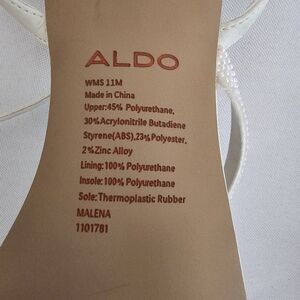 ALDO
WMS 11M
Made in China
Upper:45% Polyurethane,
30%Acrylonitrile Butadiene
Styrene(ABS),23%Polyester,
2%Zinc Alloy
Lining:100% Polyurethane
Insole:100% Polyurethane
Sole:Thermoplastic Rubber
MALENA
1101781